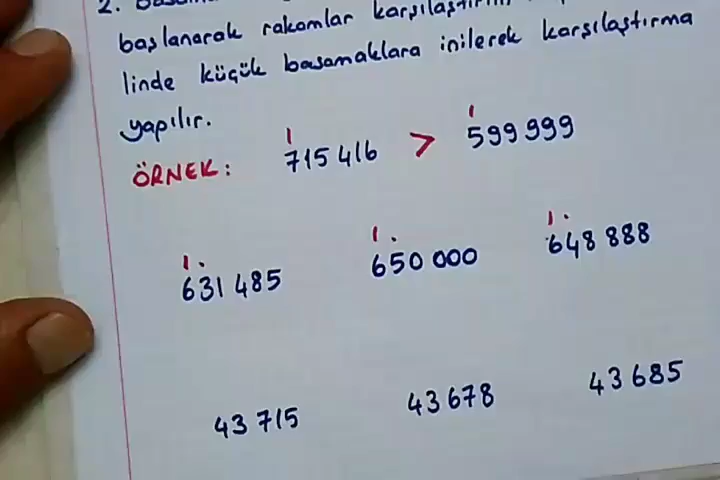 2.
başlanarak rakamlar karşılaştırılır
linde küçük basamaklara inilerek karşılaştırma
yapılır.
ÖRNEK: 715 416 > 599 999
631 485 650 000 648 888
43 715 43 678 43 685